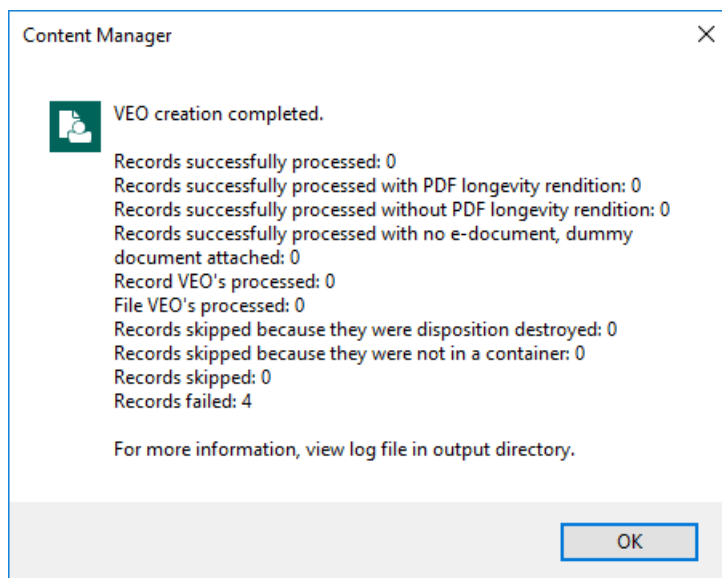 Content Manager
VEO creation completed.
Records successfully processed: 0
Records successfully processed with PDF longevity rendition: 0
Records successfully processed without PDF longevity rendition: 0
Records successfully processed with no e-document, dummy
document attached: 0
Record VEO's processed: 0
File VEO's processed: 0
Records skipped because they were disposition destroyed: 0
Records skipped because they were not in a container: 0
Records skipped: 0
Records failed: 4
For more information, view log file in output directory.
OK